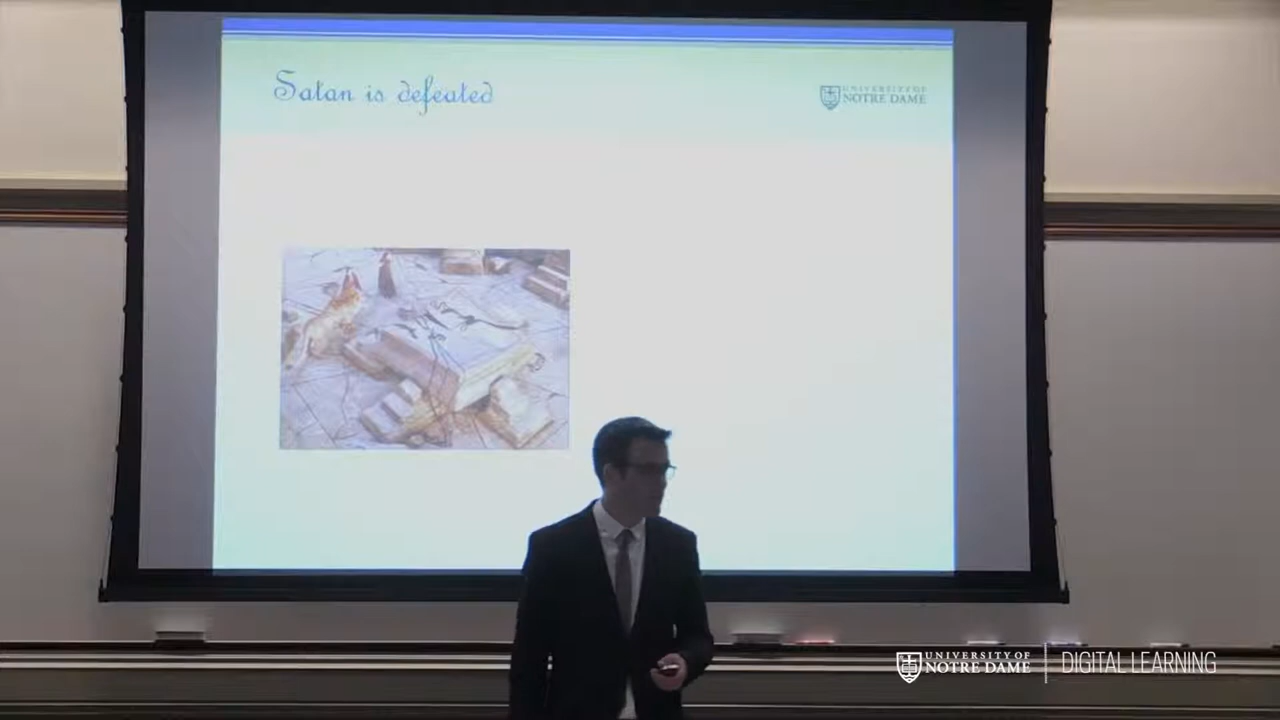 Satan is defeated
UNIVERSITY OF
NOTRE DAME
UNIVERSITY OF
NOTRE DAME
DIGITAL LEARNING